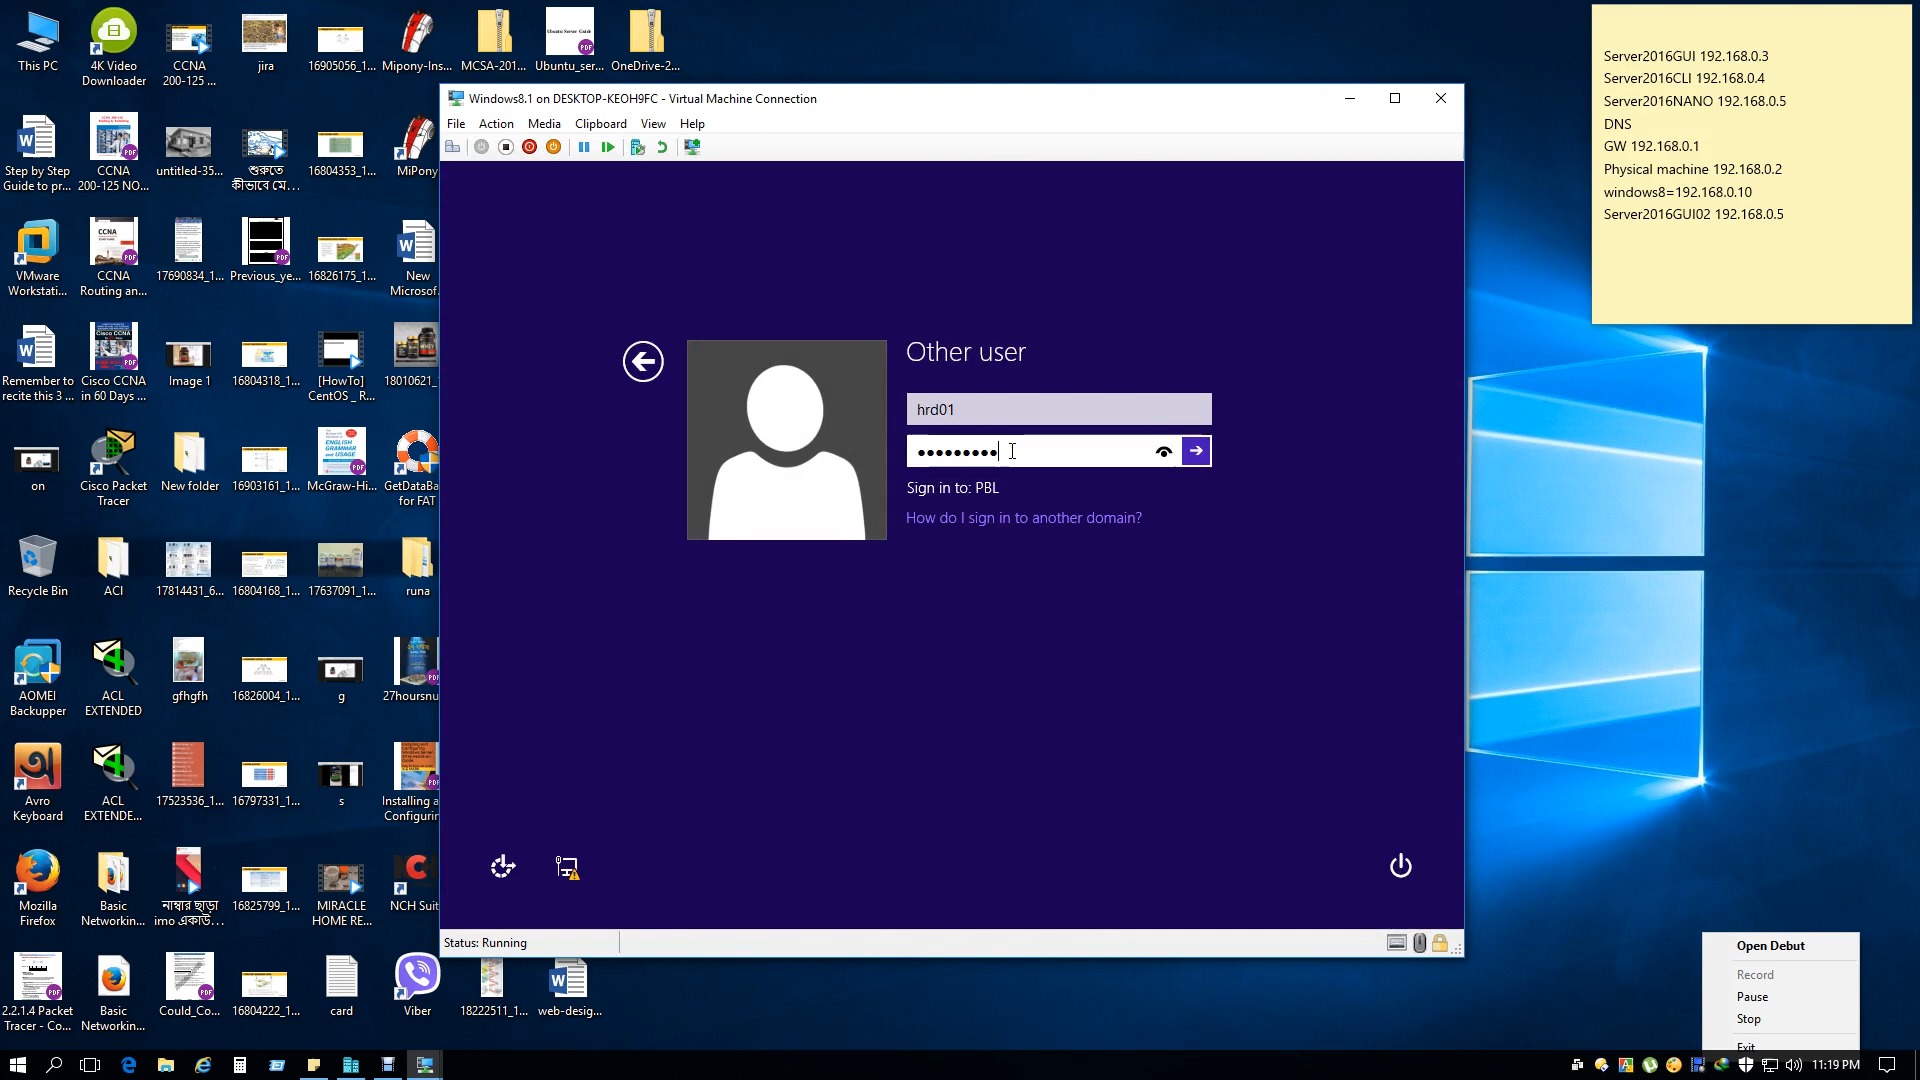 This PC
4K Video
Downloader
CCNA
200-125 ...
jira
16905056_1...
Mipony-Ins...
MCSA-201...
Ubuntu_ser...
OneDrive-2...
Step by Step
Guide to pr...
CCNA
200-125 NO...
untitled-35...
শুরুতে
কীভাবে মে...
16804353_1...
MiPony
VMware
Workstati...
CCNA
Routing an...
17690834_1...
Previous_ye...
16826175_1...
New
Microsof
Remember to
recite this 3 ...
Cisco CCNA
in 60 Days ...
Image 1
16804318_1...
[HowTo]
CentOS _ R...
18010621_
on
Cisco Packet
Tracer
New folder
16903161_1...
McGraw-Hi...
GetDataBa
for FAT
Recycle Bin
ACI
17814431_6...
16804168_1...
17637091_1...
runa
AOMEI
Backupper
ACL
EXTENDED
gfhgfh
16826004_1...
g
27hoursnu
Avro
Keyboard
ACL
EXTENDE...
17523536_1...
16797331_1...
s
Installing a
Configurin
Mozilla
Firefox
Basic
Networkin...
নাম্বার ছাড়া
imo একাউ...
16825799_1...
MIRACLE
HOME RE...
NCH Suit
2.2.1.4 Packet
Tracer - Co...
Basic
Networkin...
Could_Co...
16804222_1...
card
Viber
18222511_1...
web-desig...
Windows8.1 on DESKTOP-KEOH9FC - Virtual Machine Connection
File Action Media Clipboard View Help
Other user
hrd01
Sign in to: PBL
How do I sign in to another domain?
Status: Running
Server2016GUI 192.168.0.3
Server2016CLI 192.168.0.4
Server2016NANO 192.168.0.5
DNS
GW 192.168.0.1
Physical machine 192.168.0.2
windows8=192.168.0.10
Server2016GUI02 192.168.0.5
Open Debut
Record
Pause
Stop
Exit
11:19 PM